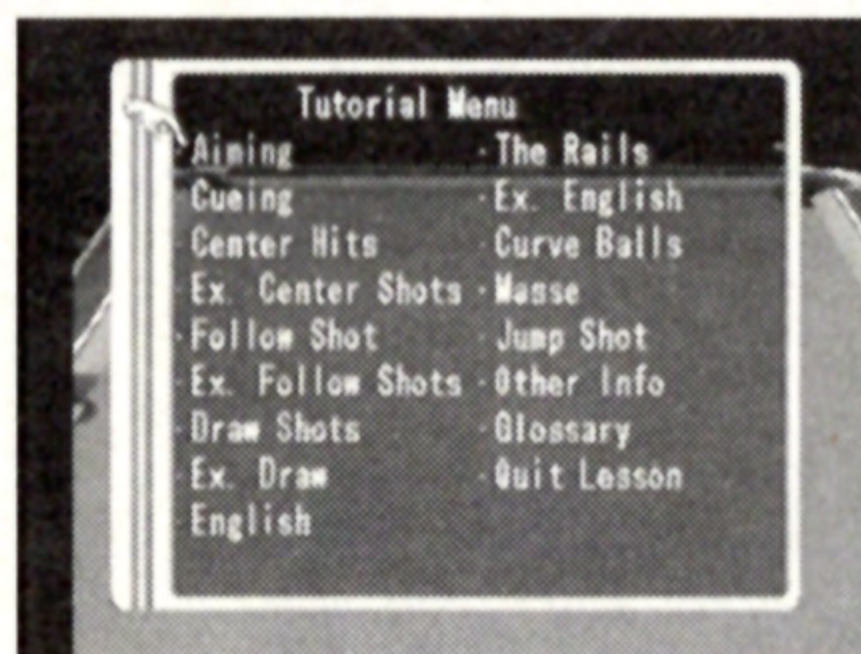 Tutorial Menu
· Aiming
· Cueing
· Center Hits
· Ex. Center Shots
· Follow Shot
· Ex. Follow Shots
· Draw Shots
· Ex. Draw
· English
· The Rails
· Ex. English
· Curve Balls
· Masse
· Jump Shot
· Other Info
· Glossary
· Quit Lesson